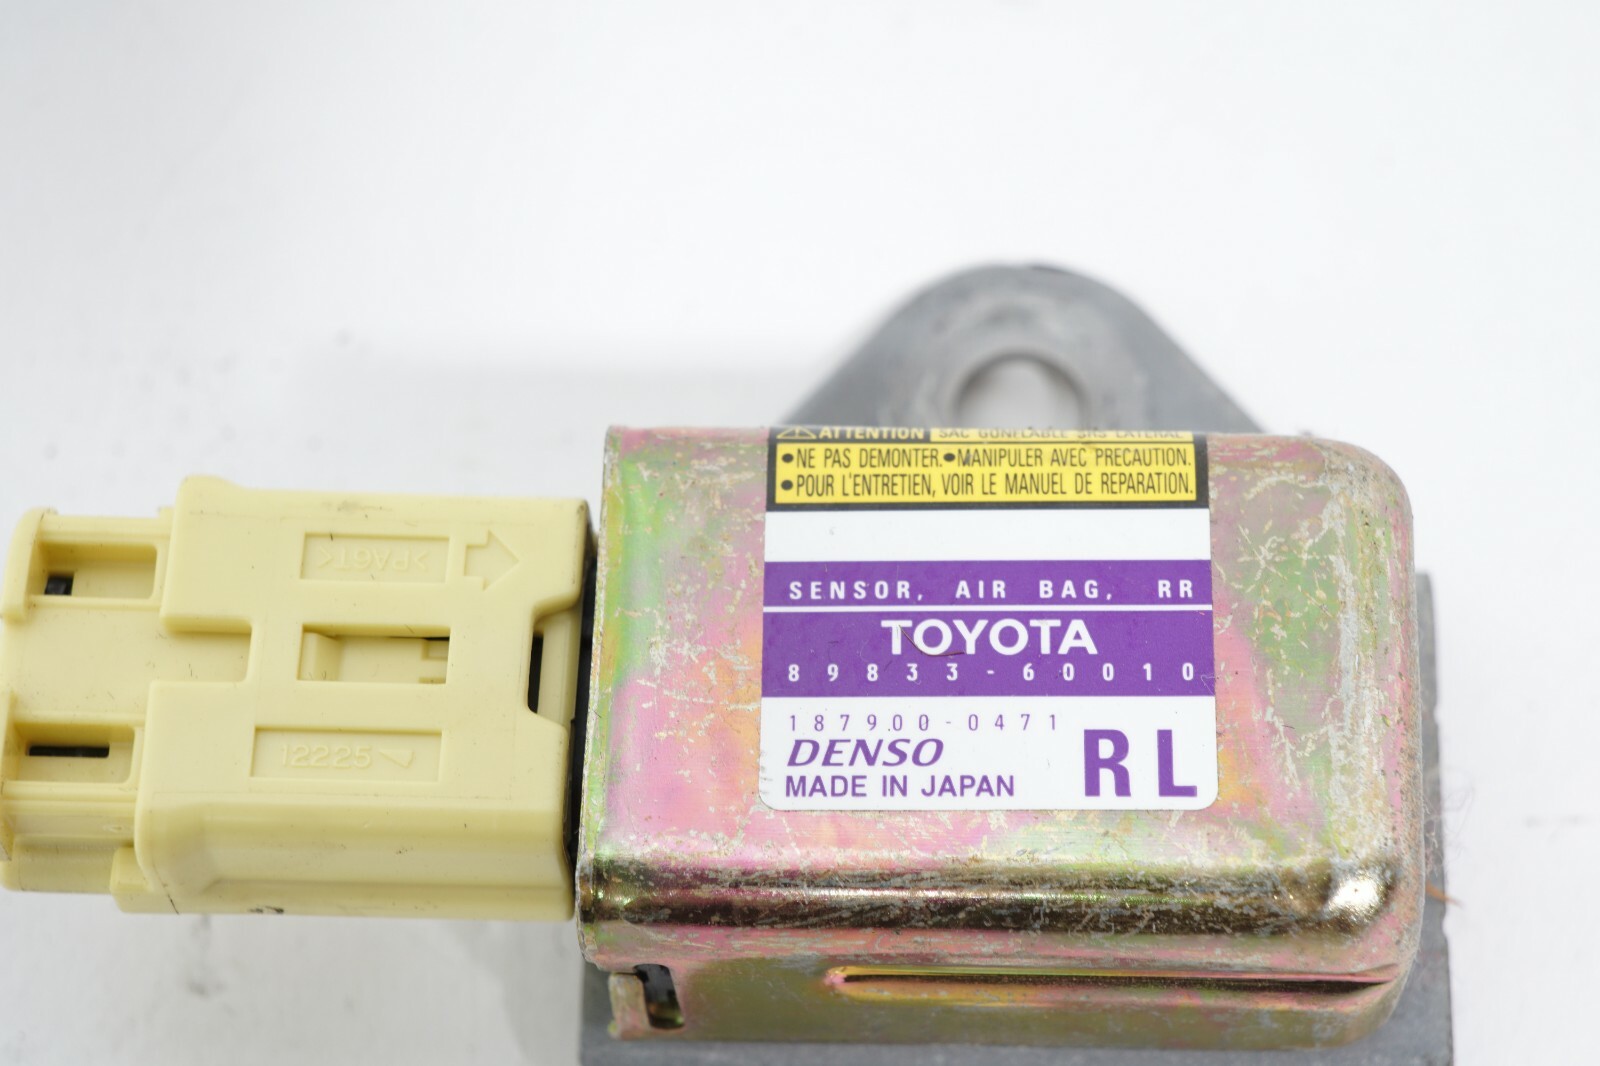 ATTENTION SAC GONFLABLE SRS LATERAL
•NE PAS DEMONTER.•MANIPULER AVEC PRECAUTION.
•POUR L'ENTRETIEN, VOIR LE MANUEL DE REPARATION.
SENSOR, AIR BAG, RR
TOYOTA
89833-60010
187900-0471
DENSO
MADE IN JAPAN
RL
>PA6T<
12225